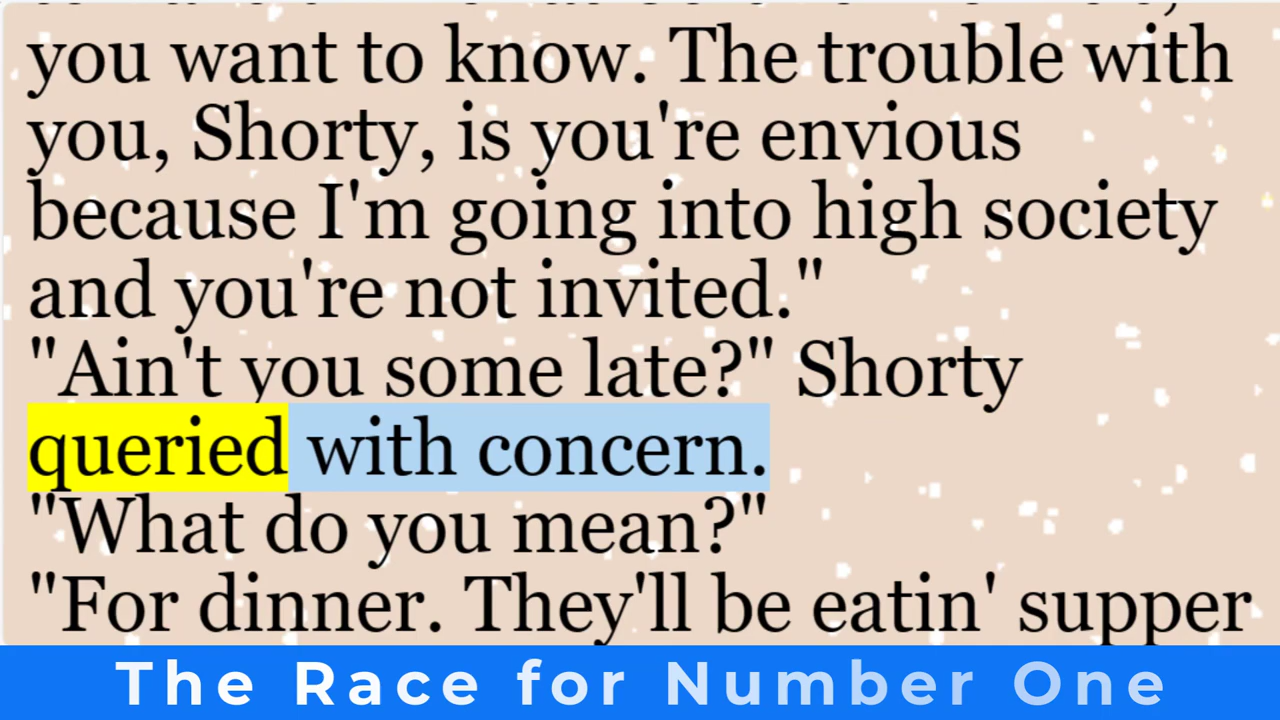 you want to know. The trouble with
you, Shorty, is you're envious
because I'm going into high society
and you're not invited."
"Ain't you some late?" Shorty
queried with concern.
"What do you mean?"
"For dinner. They'll be eatin' supper
The Race for Number One